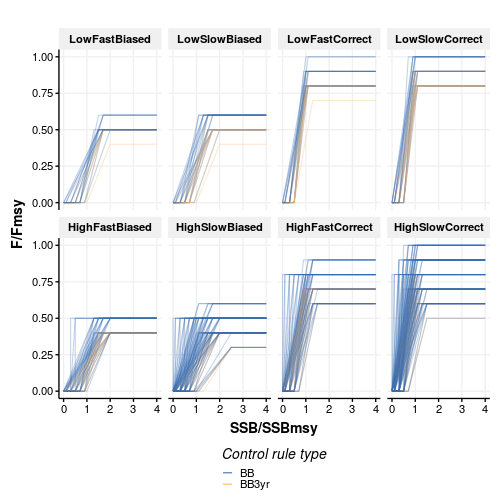 LowFastBiased LowSlowBiased LowFastCorrect LowSlowCorrect
1.00
0.75
0.50
0.25
0.00
HighFastBiased HighSlowBiased HighFastCorrect HighSlowCorrect
1.00
0.75
0.50
0.25
0.00
F/Fmsy
0 1 2 3 4 0 1 2 3 4 0 1 2 3 4 0 1 2 3 4
SSB/SSBmsy
Control rule type
BB
BB3yr